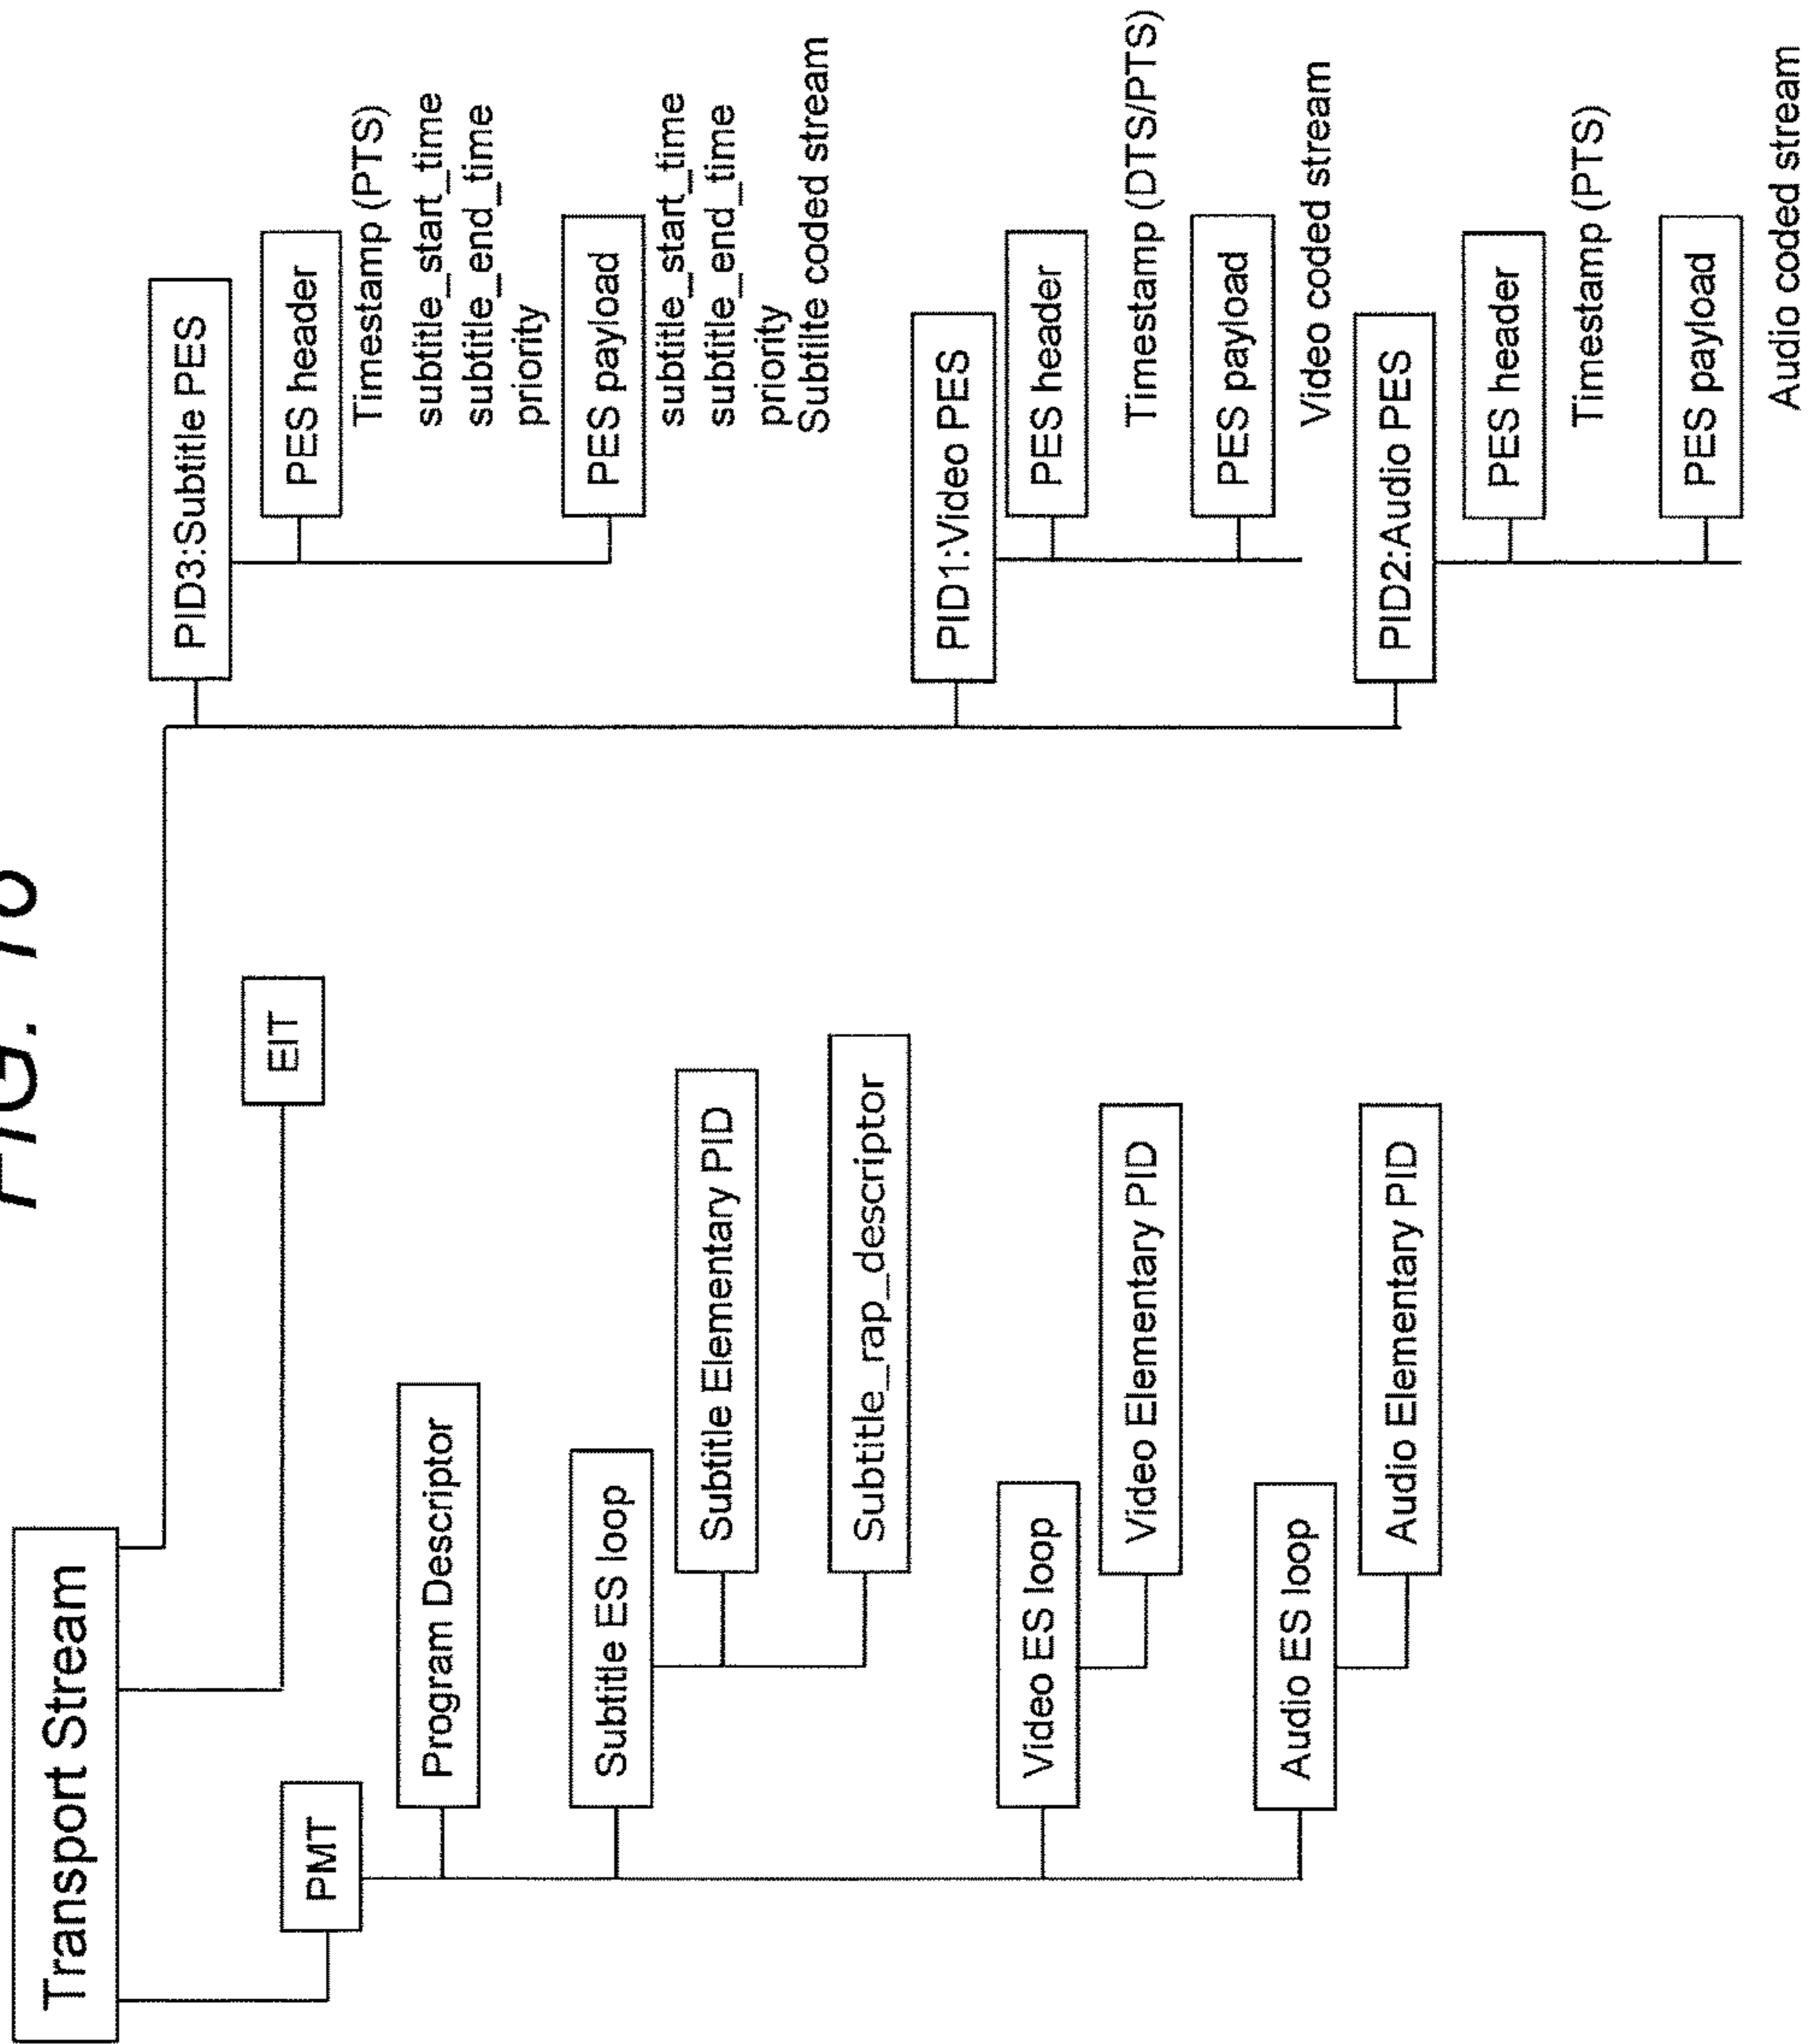 FIG. 18
Transport Stream
PMT
Program Descriptor
Subtitle ES loop
Subtitle Elementary PID
Subtitle_rap_descriptor
Video ES loop
Video Elementary PID
Audio ES loop
Audio Elementary PID
EIT
PID3:Subtitle PES
PES header
Timestamp (PTS)
subtitle_start_time
subtitle_end_time
priority
PES payload
subtitle_start_time
subtitle_end_time
priority
Subtilte coded stream
PID1:Video PES
PES header
Timestamp (DTS/PTS)
PES payload
Video coded stream
PID2:Audio PES
PES header
Timestamp (PTS)
PES payload
Audio coded stream